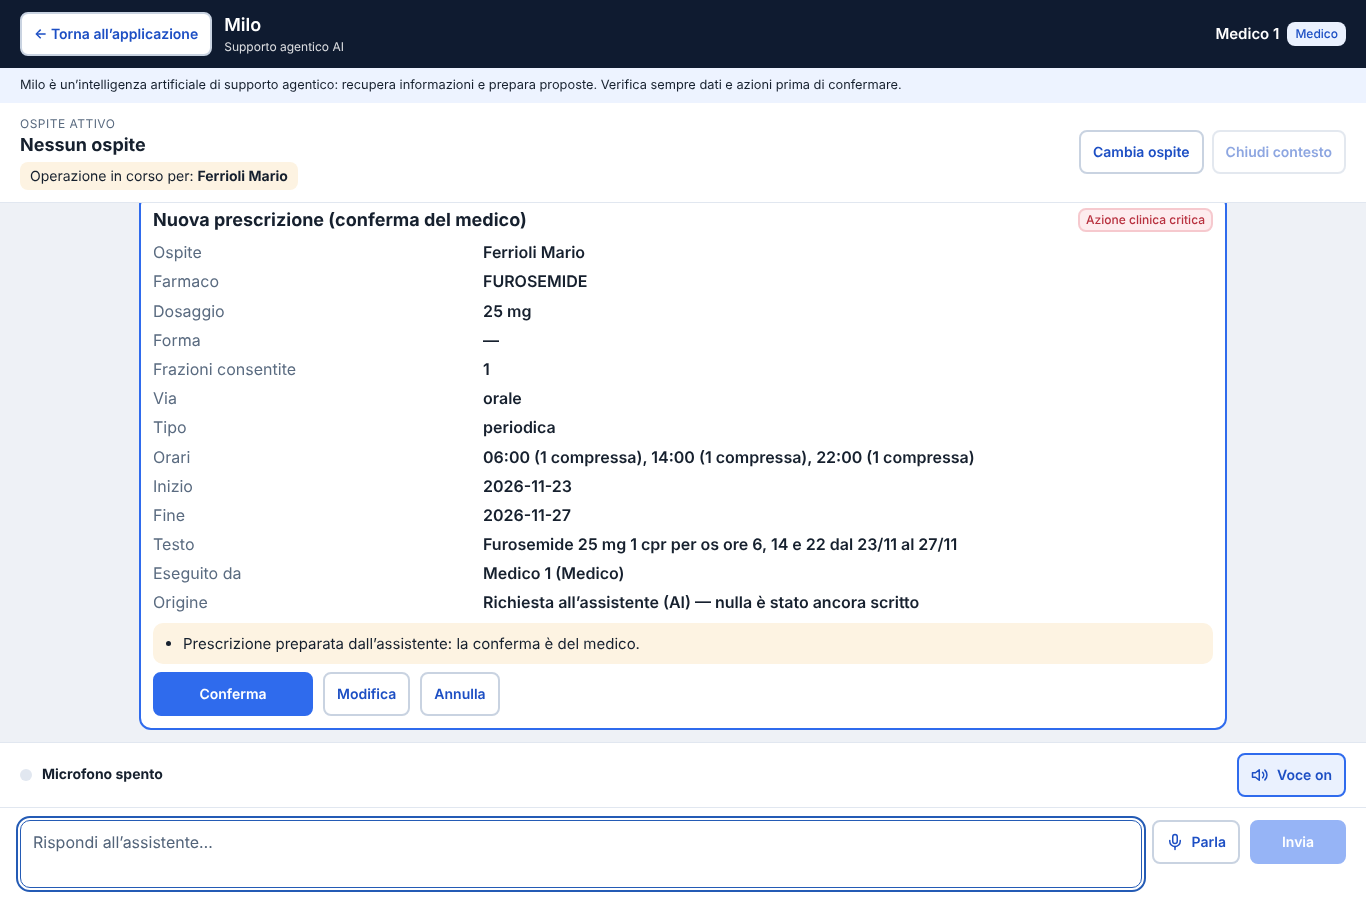 ← Torna all'applicazione
Milo
Supporto agentico AI
Medico 1
Medico
Milo è un'intelligenza artificiale di supporto agentico: recupera informazioni e prepara proposte. Verifica sempre dati e azioni prima di confermare.
OSPITE ATTIVO
Nessun ospite
Operazione in corso per: Ferrioli Mario
Cambia ospite
Chiudi contesto
Nuova prescrizione (conferma del medico)
Azione clinica critica
Ospite Ferrioli Mario
Farmaco FUROSEMIDE
Dosaggio 25 mg
Forma —
Frazioni consentite 1
Via orale
Tipo periodica
Orari 06:00 (1 compressa), 14:00 (1 compressa), 22:00 (1 compressa)
Inizio 2026-11-23
Fine 2026-11-27
Testo Furosemide 25 mg 1 cpr per os ore 6, 14 e 22 dal 23/11 al 27/11
Eseguito da Medico 1 (Medico)
Origine Richiesta all'assistente (AI) — nulla è stato ancora scritto
• Prescrizione preparata dall'assistente: la conferma è del medico.
Conferma
Modifica
Annulla
Microfono spento
Voce on
Rispondi all'assistente...
Parla
Invia